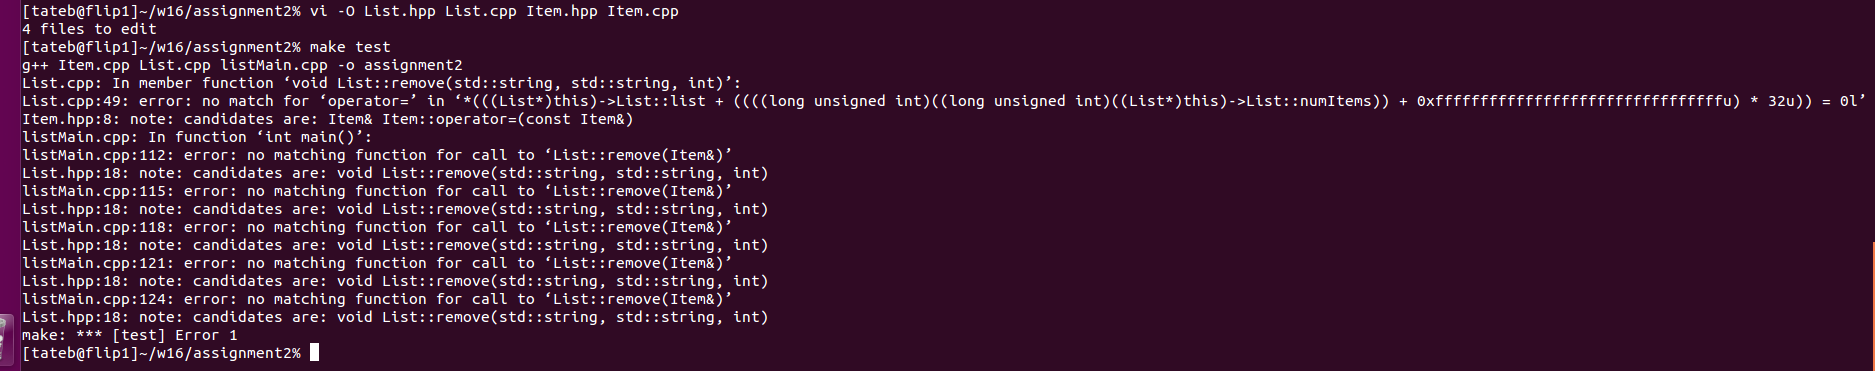 [tateb@flip1]~/w16/assignment2% vi -O List.hpp List.cpp Item.hpp Item.cpp
4 files to edit
[tateb@flip1]~/w16/assignment2% make test
g++ Item.cpp List.cpp listMain.cpp -o assignment2
List.cpp: In member function ‘void List::remove(std::string, std::string, int)’:
List.cpp:49: error: no match for ‘operator=’ in ‘*(((List*)this)->List::list + ((((long unsigned int)((long unsigned int)((List*)this)->List::numItems)) + 0xffffffffffffffffffffffffffffffffu) * 32u)) = 0l’
Item.hpp:8: note: candidates are: Item& Item::operator=(const Item&)
listMain.cpp: In function ‘int main()’:
listMain.cpp:112: error: no matching function for call to ‘List::remove(Item&)’
List.hpp:18: note: candidates are: void List::remove(std::string, std::string, int)
listMain.cpp:115: error: no matching function for call to ‘List::remove(Item&)’
List.hpp:18: note: candidates are: void List::remove(std::string, std::string, int)
listMain.cpp:118: error: no matching function for call to ‘List::remove(Item&)’
List.hpp:18: note: candidates are: void List::remove(std::string, std::string, int)
listMain.cpp:121: error: no matching function for call to ‘List::remove(Item&)’
List.hpp:18: note: candidates are: void List::remove(std::string, std::string, int)
listMain.cpp:124: error: no matching function for call to ‘List::remove(Item&)’
List.hpp:18: note: candidates are: void List::remove(std::string, std::string, int)
make: *** [test] Error 1
[tateb@flip1]~/w16/assignment2%